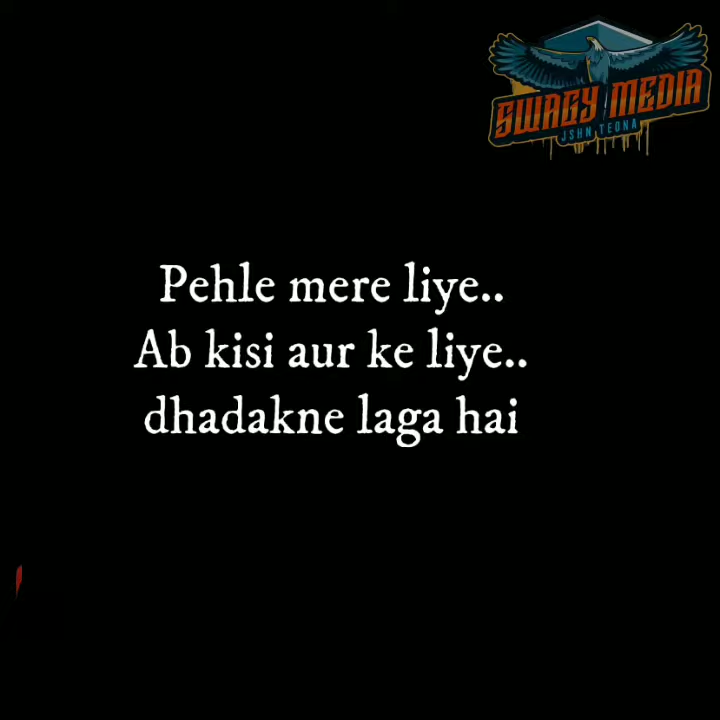 SWAGY MEDIA
JSHN TEONA
Pehle mere liye..
Ab kisi aur ke liye..
dhadakne laga hai